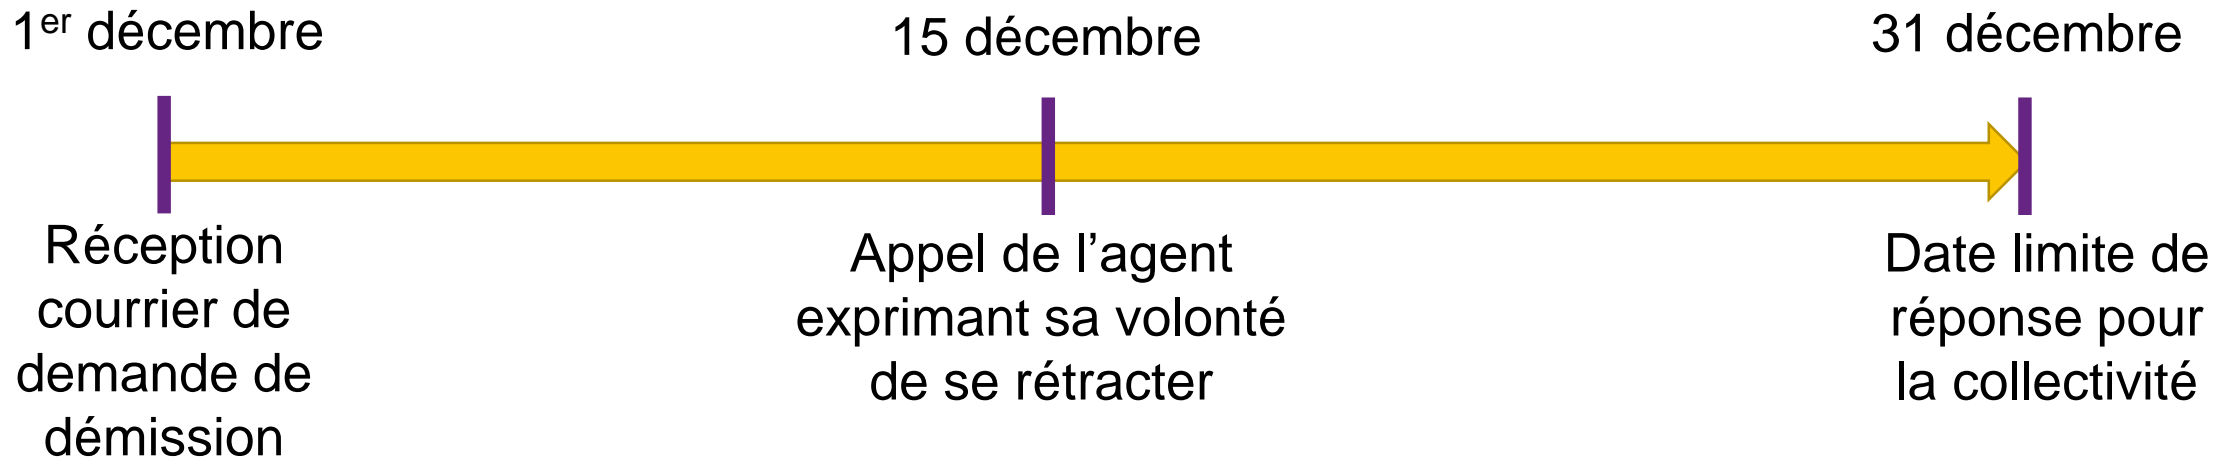 1er décembre
Réception
courrier de
demande de
démission
15 décembre
Appel de l’agent
exprimant sa volonté
de se rétracter
31 décembre
Date limite de
réponse pour
la collectivité